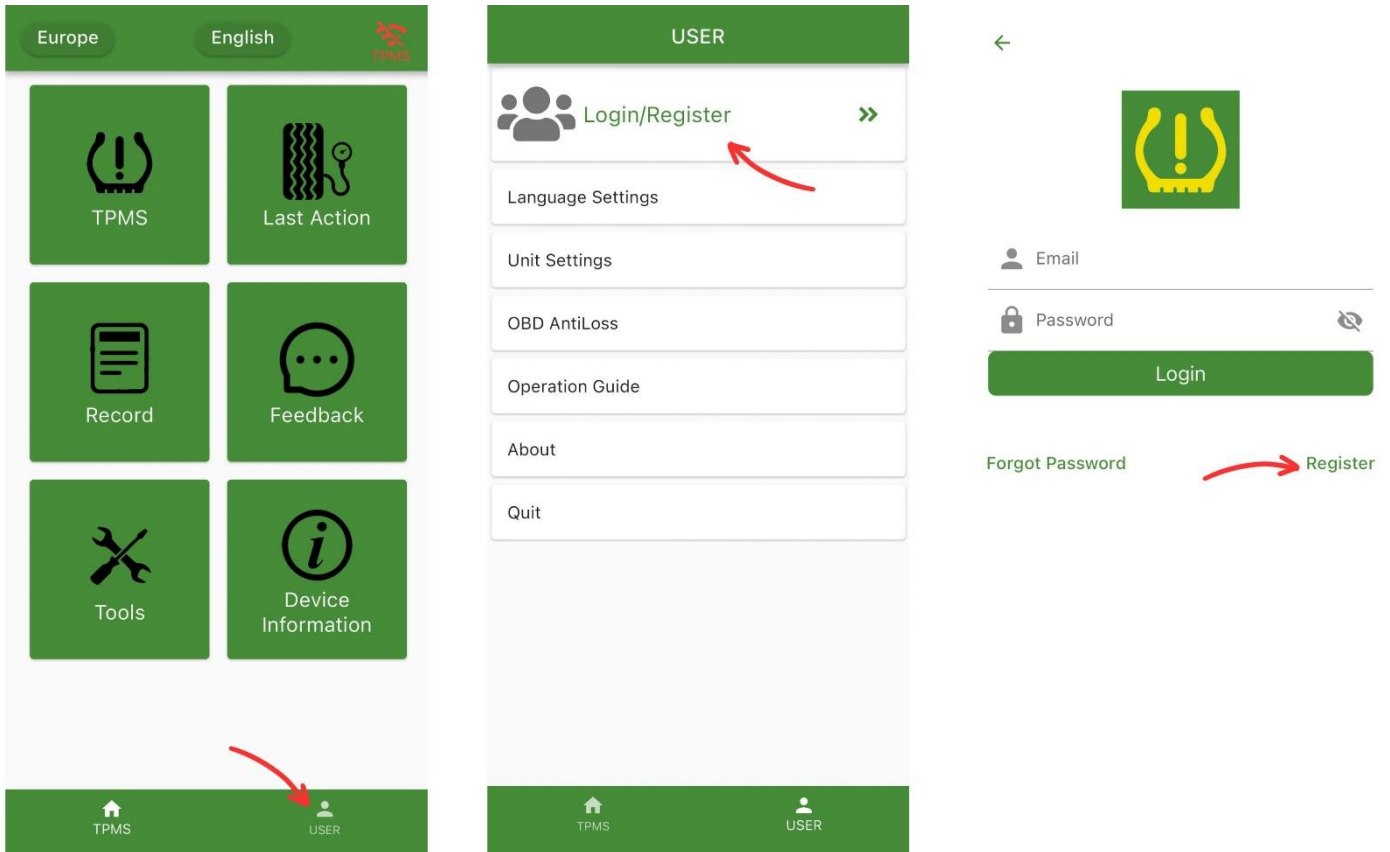 Europe
English
TPMS
TPMS
Last Action
Record
Feedback
Tools
Device
Information
TPMS
USER
USER
Login/Register
Language Settings
Unit Settings
OBD AntiLoss
Operation Guide
About
Quit
TPMS
USER
Email
Password
Login
Forgot Password
Register